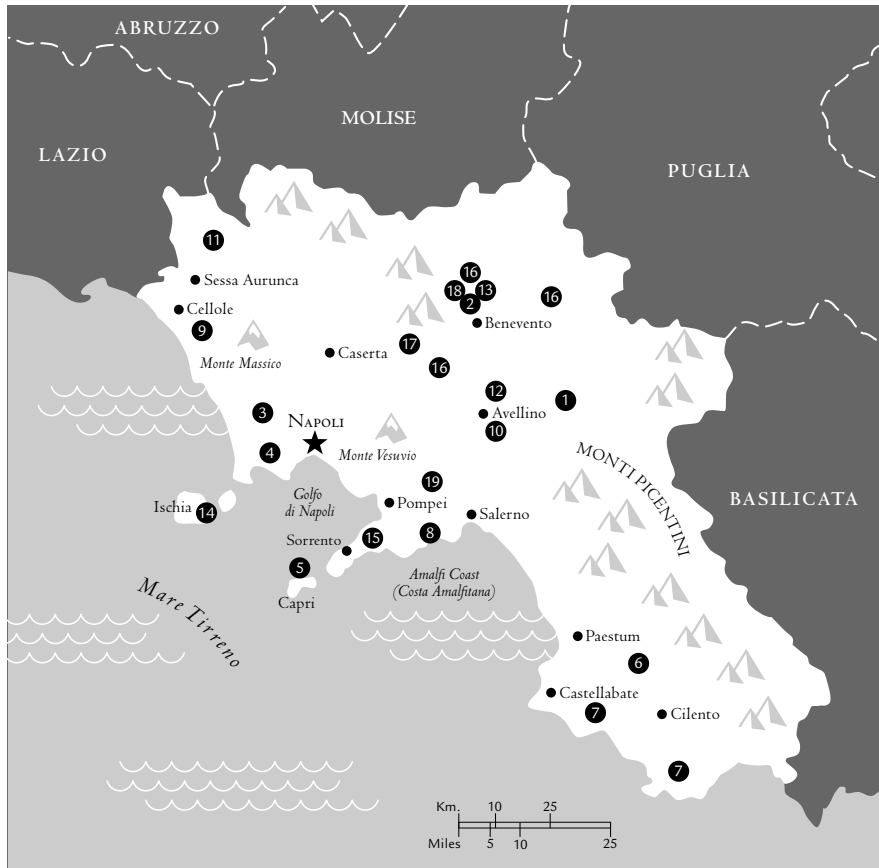 ABRUZZO
MOLISE
LAZIO
PUGLIA
11
Sessa Aurunca
16
18
13
16
2
Cellole
Benevento
9
Monte Massico
Caserta
17
16
12
1
3
Avellino
NAPOLI
10
4
Monte Vesuvio
MONTI PICENTINI
19
Golfo
di Napoli
Pompei
BASILICATA
Ischia
14
Salerno
8
15
Sorrento
5
Amalfi Coast
(Costa Amalfitana)
Capri
Mare Tirreno
Paestum
6
Castellabate
7
Cilento
7
Km. 10 25
Miles 5 10 25